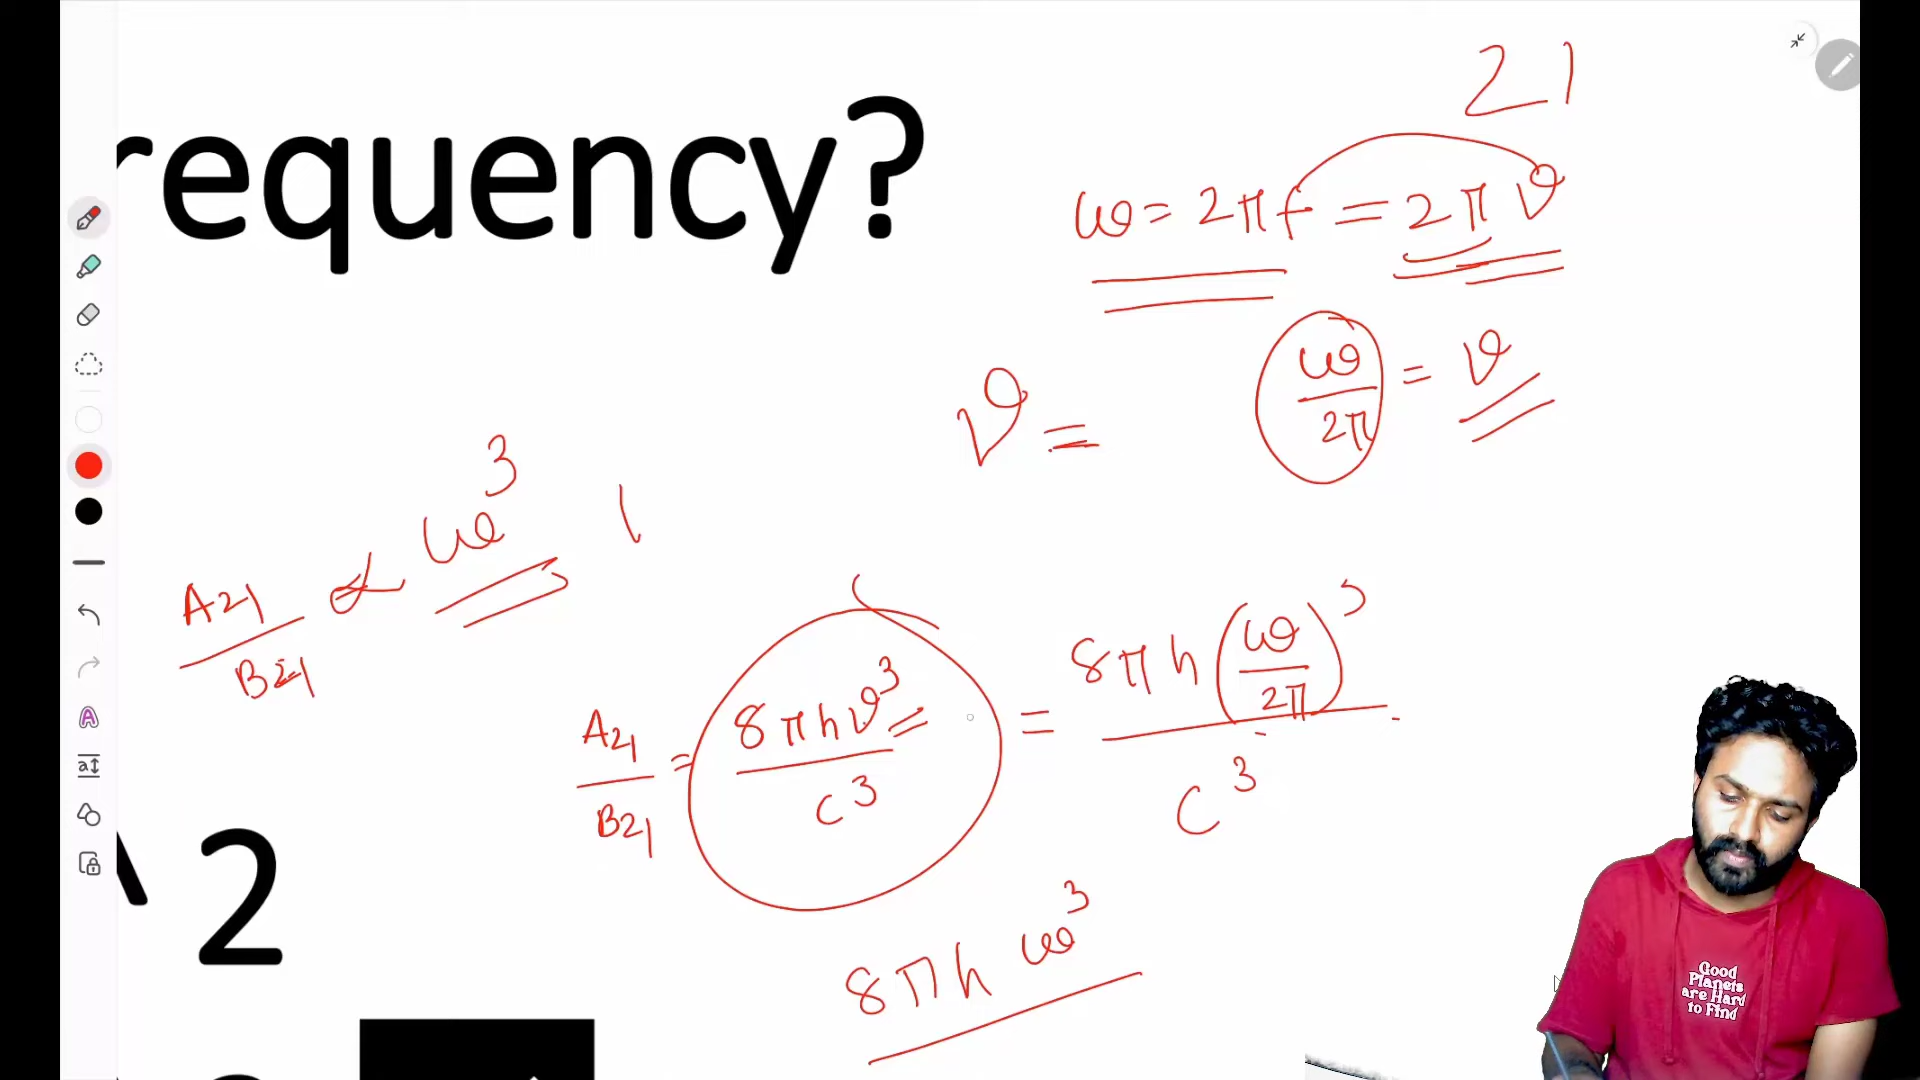 21
requency?
ω = 2πf = 2πν
ω/2π = ν
ν =
A21/B21 ∝ ω³
A21/B21 = 8πhν³/c³ = 8πh(ω/2π)³/c³
8πhω³
2
Good
Planets
are Hard
to Find